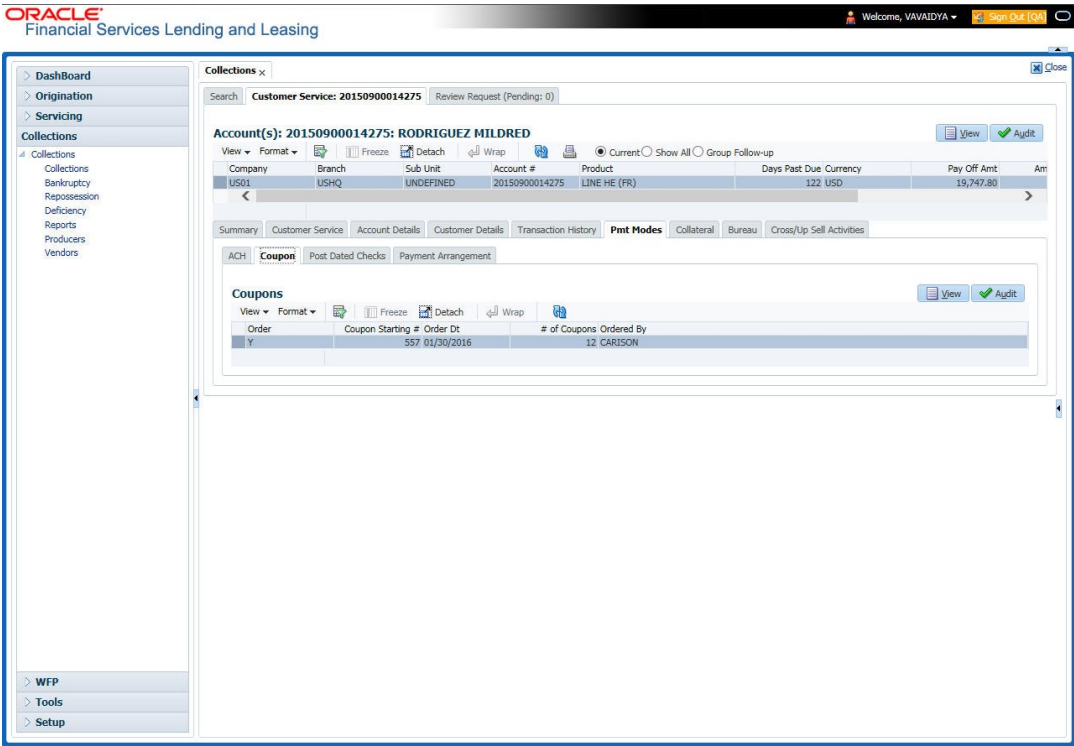 ORACLE
Financial Services Lending and Leasing
Welcome, VAVAIDYA
Sign Out [QA]
Close
DashBoard
Origination
Servicing
Collections
Collections
Collections
Bankruptcy
Repossession
Deficiency
Reports
Producers
Vendors
WFP
Tools
Setup
Collections x
Search Customer Service: 20150900014275 Review Request (Pending: 0)
Account(s): 20150900014275: RODRIGUEZ MILDRED
View Audit
View Format Freeze Detach Wrap Current Show All Group Follow-up
Company Branch Sub Unit Account # Product Days Past Due Currency Pay Off Amt Am
US01 USHQ UNDEFINED 20150900014275 LINE HE (FR) 122 USD 19,747.80
Summary Customer Service Account Details Customer Details Transaction History Pmt Modes Collateral Bureau Cross/Up Sell Activities
ACH Coupon Post Dated Checks Payment Arrangement
Coupons
View Audit
View Format Freeze Detach Wrap
Order Coupon Starting # Order Dt # of Coupons Ordered By
Y 557 01/30/2016 12 CARISON